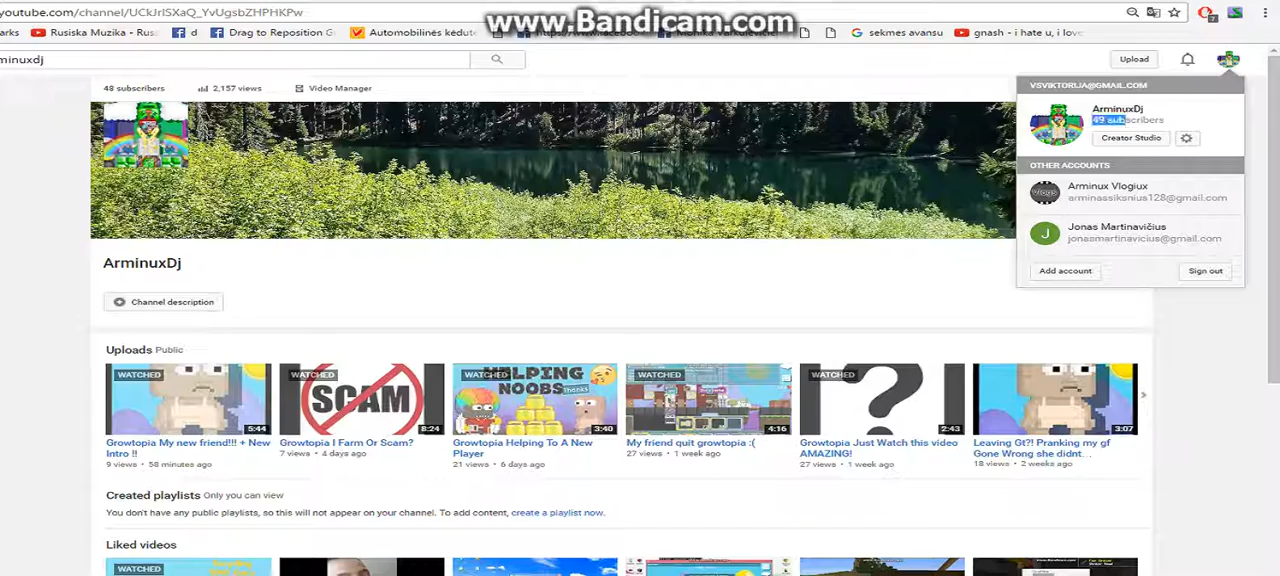 www.Bandicam.com
youtube.com/channel/UCkJrISXaQ_YvUgsbZHPHKPw
arks Rusiska Muzika - Rus fb d Drag to Reposition Automobilinės kėdut sekmes avansu gnash - i hate u, i love
minuxdj
Upload
48 subscribers 2,157 views Video Manager
VSVIKTORIJA@GMAIL.COM
ArminuxDj
49 subscribers
Creator Studio
OTHER ACCOUNTS
Arminux Vlogiux
arminassiksnius128@gmail.com
J
Jonas Martinavičius
jonasmartinavicius@gmail.com
Add account Sign out
ArminuxDj
Channel description
Uploads Public
WATCHED
5:44
Growtopia My new friend!!! + New
Intro !!
9 views • 58 minutes ago
WATCHED
SCAM
8:24
Growtopia I Farm Or Scam?
7 views • 4 days ago
WATCHED
HELPING
NOOBS
Thanks
3:40
Growtopia Helping To A New
Player
21 views • 6 days ago
WATCHED
4:16
My friend quit growtopia :(
27 views • 1 week ago
WATCHED
?
2:43
Growtopia Just Watch this video
AMAZING!
27 views • 1 week ago
WATCHED
3:07
Leaving Gt?! Pranking my gf
Gone Wrong she didnt...
18 views • 2 weeks ago
Created playlists Only you can view
You don't have any public playlists, so this will not appear on your channel. To add content, create a playlist now.
Liked videos
WATCHED